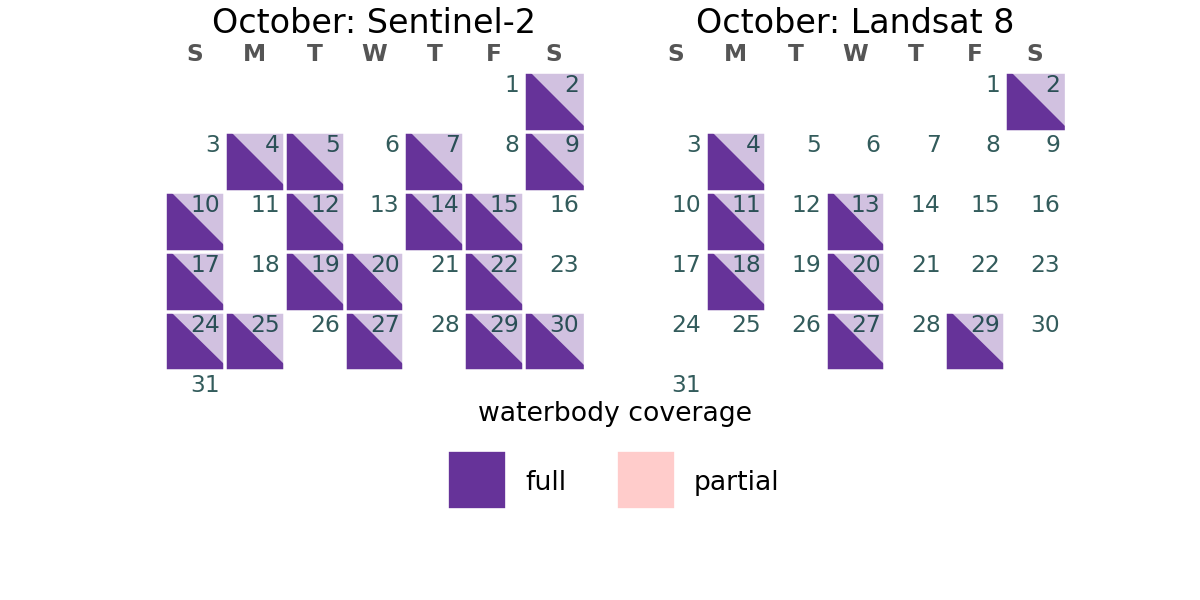 October: Sentinel-2
S M T W T F S
1 2
3 4 5 6 7 8 9
10 11 12 13 14 15 16
17 18 19 20 21 22 23
24 25 26 27 28 29 30
31
October: Landsat 8
S M T W T F S
1 2
3 4 5 6 7 8 9
10 11 12 13 14 15 16
17 18 19 20 21 22 23
24 25 26 27 28 29 30
31
waterbody coverage
full partial